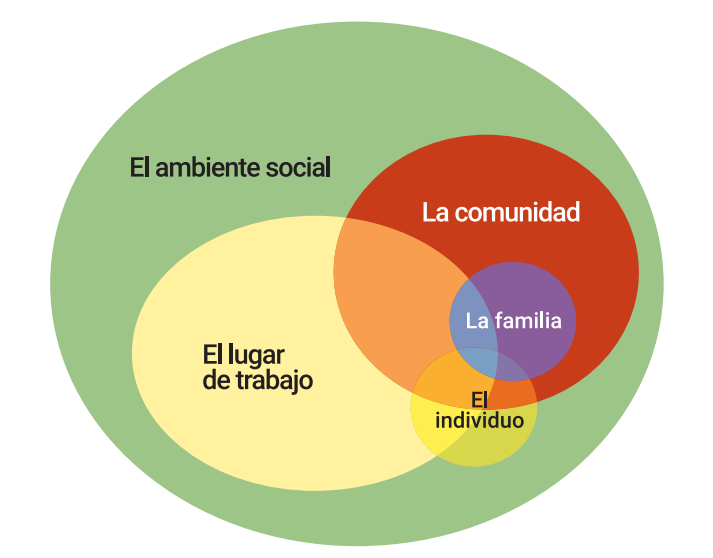 El ambiente social
La comunidad
La familia
El lugar
de trabajo
El
individuo